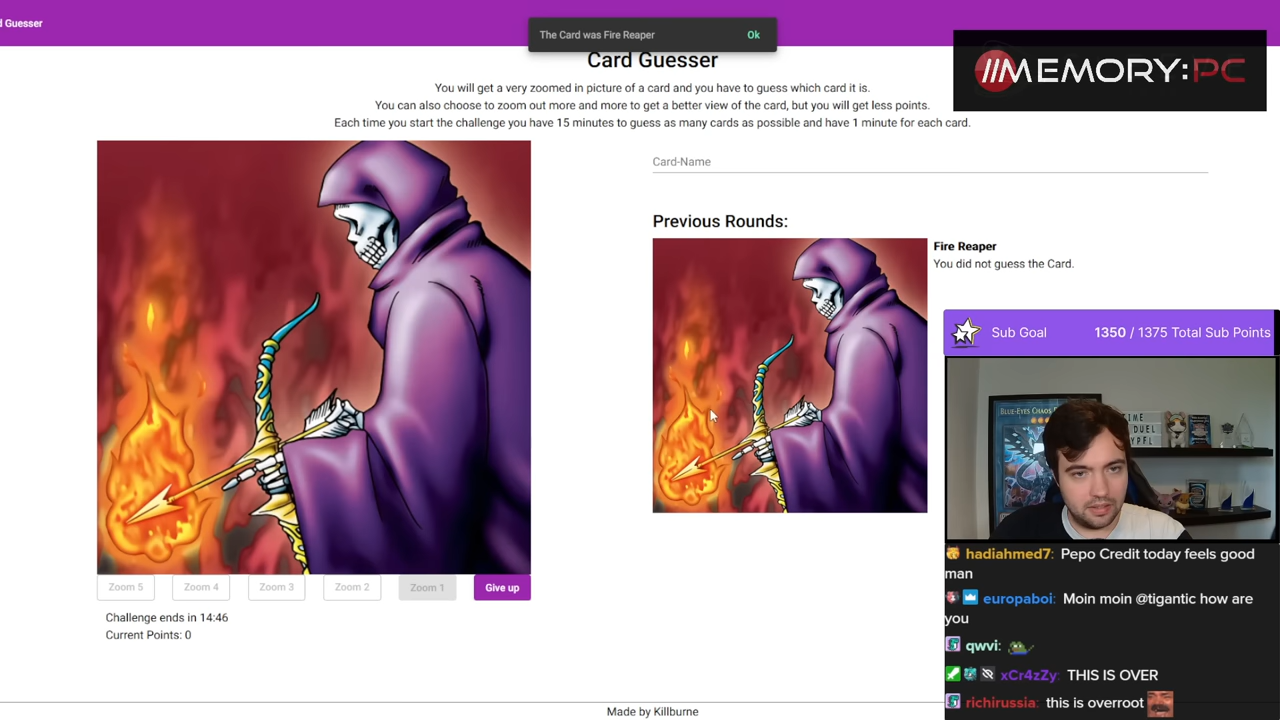 d Guesser
The Card was Fire Reaper
Ok
//MEMORY:PC
Card Guesser
You will get a very zoomed in picture of a card and you have to guess which card it is.
You can also choose to zoom out more and more to get a better view of the card, but you will get less points.
Each time you start the challenge you have 15 minutes to guess as many cards as possible and have 1 minute for each card.
Card-Name
Previous Rounds:
Fire Reaper
You did not guess the Card.
Zoom 5
Zoom 4
Zoom 3
Zoom 2
Zoom 1
Give up
Challenge ends in 14:46
Current Points: 0
Sub Goal
1350 / 1375 Total Sub Points
BLUE-EYES CHAOS
TIME
DUEL
hadiahmed7: Pepo Credit today feels good
man
europaboi: Moin moin @tigantic how are
you
qwvi:
xCr4zZy: THIS IS OVER
richirussia: this is overroot
Made by Killburne